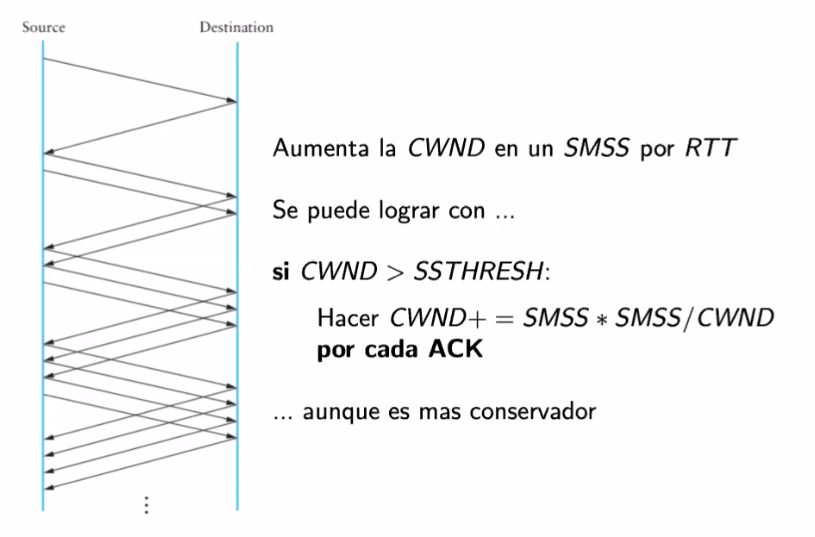 Source Destination
Aumenta la CWND en un SMSS por RTT
Se puede lograr con ...
si CWND > SSTHRESH:
Hacer CWND+ = SMSS ∗ SMSS/CWND
por cada ACK
... aunque es mas conservador
⋮